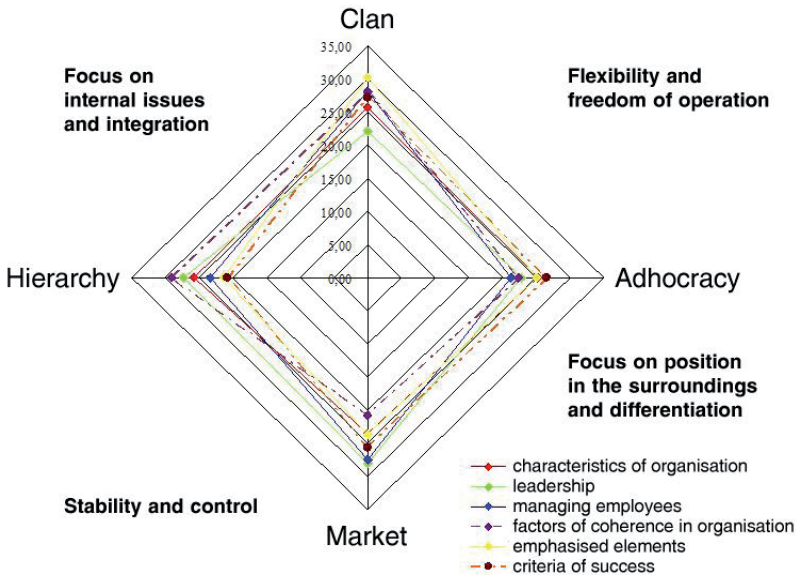 Clan
35,00
30,00
25,00
20,00
15,00
10,00
5,00
0,00
Focus on
internal issues
and integration
Flexibility and
freedom of operation
Hierarchy
Adhocracy
Focus on position
in the surroundings
and differentiation
Stability and control
Market
characteristics of organisation
leadership
managing employees
factors of coherence in organisation
emphasised elements
criteria of success